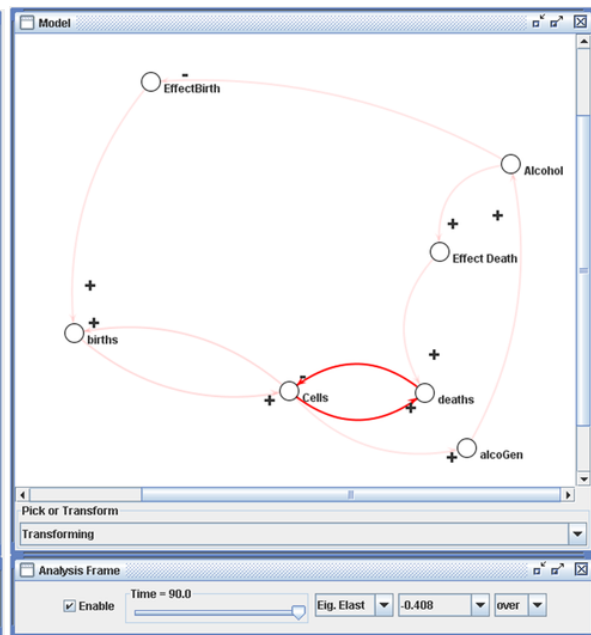 Model
-
EffectBirth
Alcohol
+
+
Effect Death
+
+
births
+
-
Cells
+
deaths
+
alcoGen
+
Pick or Transform
Transforming
Analysis Frame
Time = 90.0
Enable
Eig. Elast
-0.408
over